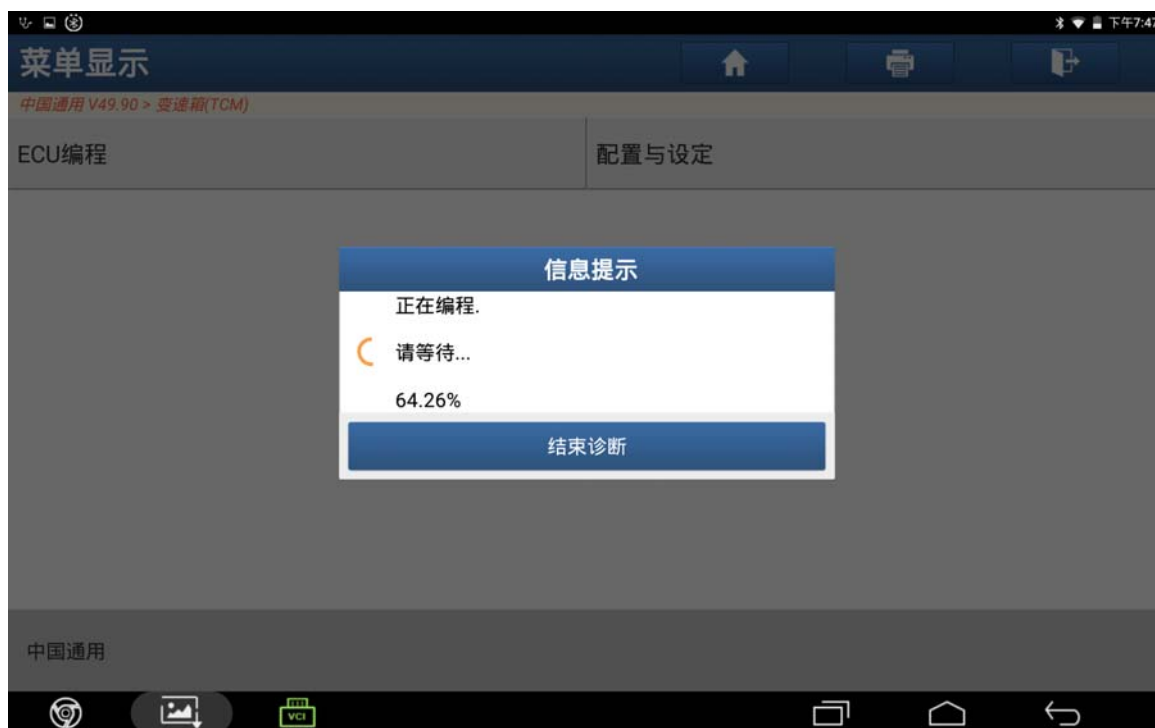 下午7:47
菜单显示
中国通用 V49.90 > 变速箱(TCM)
ECU编程
配置与设定
信息提示
正在编程.
请等待...
64.26%
结束诊断
中国通用
VCI